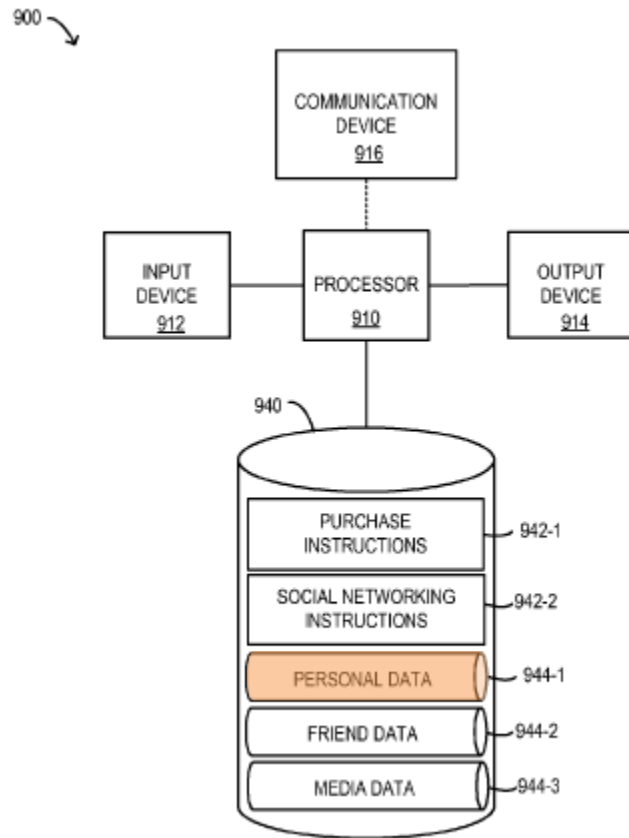 900
COMMUNICATION
DEVICE
916
INPUT
DEVICE
912
PROCESSOR
910
OUTPUT
DEVICE
914
940
PURCHASE
INSTRUCTIONS
942-1
SOCIAL NETWORKING
INSTRUCTIONS
942-2
PERSONAL DATA
944-1
FRIEND DATA
944-2
MEDIA DATA
944-3